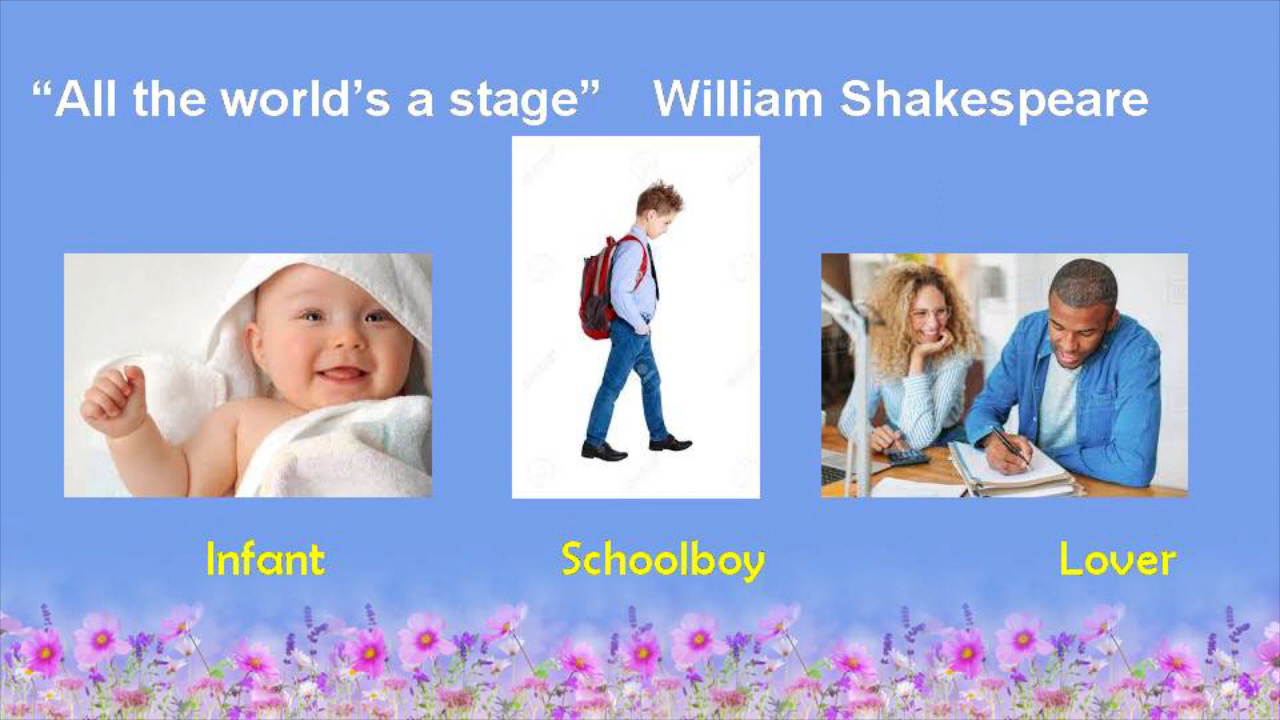 “All the world’s a stage” William Shakespeare
Infant Schoolboy Lover